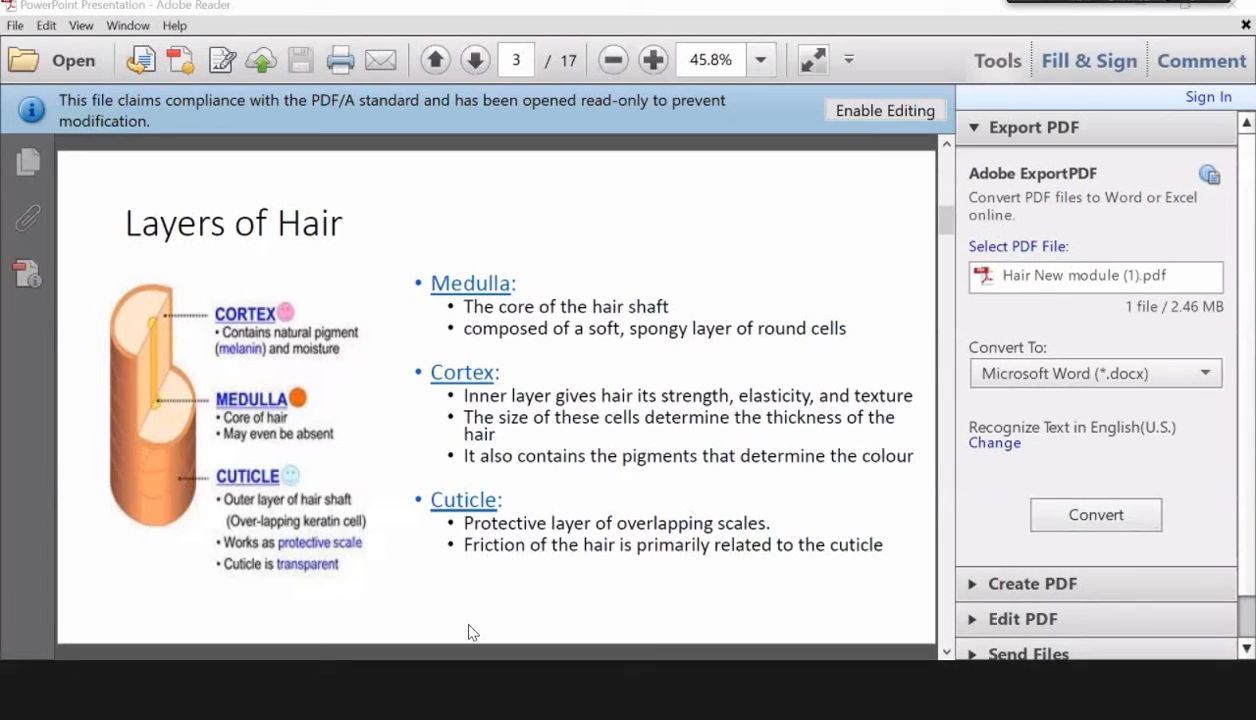 PowerPoint Presentation - Adobe Reader
File Edit View Window Help
Open 3 / 17 45.8% Tools Fill & Sign Comment
This file claims compliance with the PDF/A standard and has been opened read-only to prevent
modification.
Enable Editing
Layers of Hair
CORTEX
• Contains natural pigment
(melanin) and moisture
MEDULLA
• Core of hair
• May even be absent
CUTICLE
• Outer layer of hair shaft
(Over-lapping keratin cell)
• Works as protective scale
• Cuticle is transparent
• Medulla:
• The core of the hair shaft
• composed of a soft, spongy layer of round cells
• Cortex:
• Inner layer gives hair its strength, elasticity, and texture
• The size of these cells determine the thickness of the
hair
• It also contains the pigments that determine the colour
• Cuticle:
• Protective layer of overlapping scales.
• Friction of the hair is primarily related to the cuticle
Sign In
Export PDF
Adobe ExportPDF
Convert PDF files to Word or Excel
online.
Select PDF File:
Hair New module (1).pdf
1 file / 2.46 MB
Convert To:
Microsoft Word (*.docx)
Recognize Text in English(U.S.)
Change
Convert
Create PDF
Edit PDF
Send Files